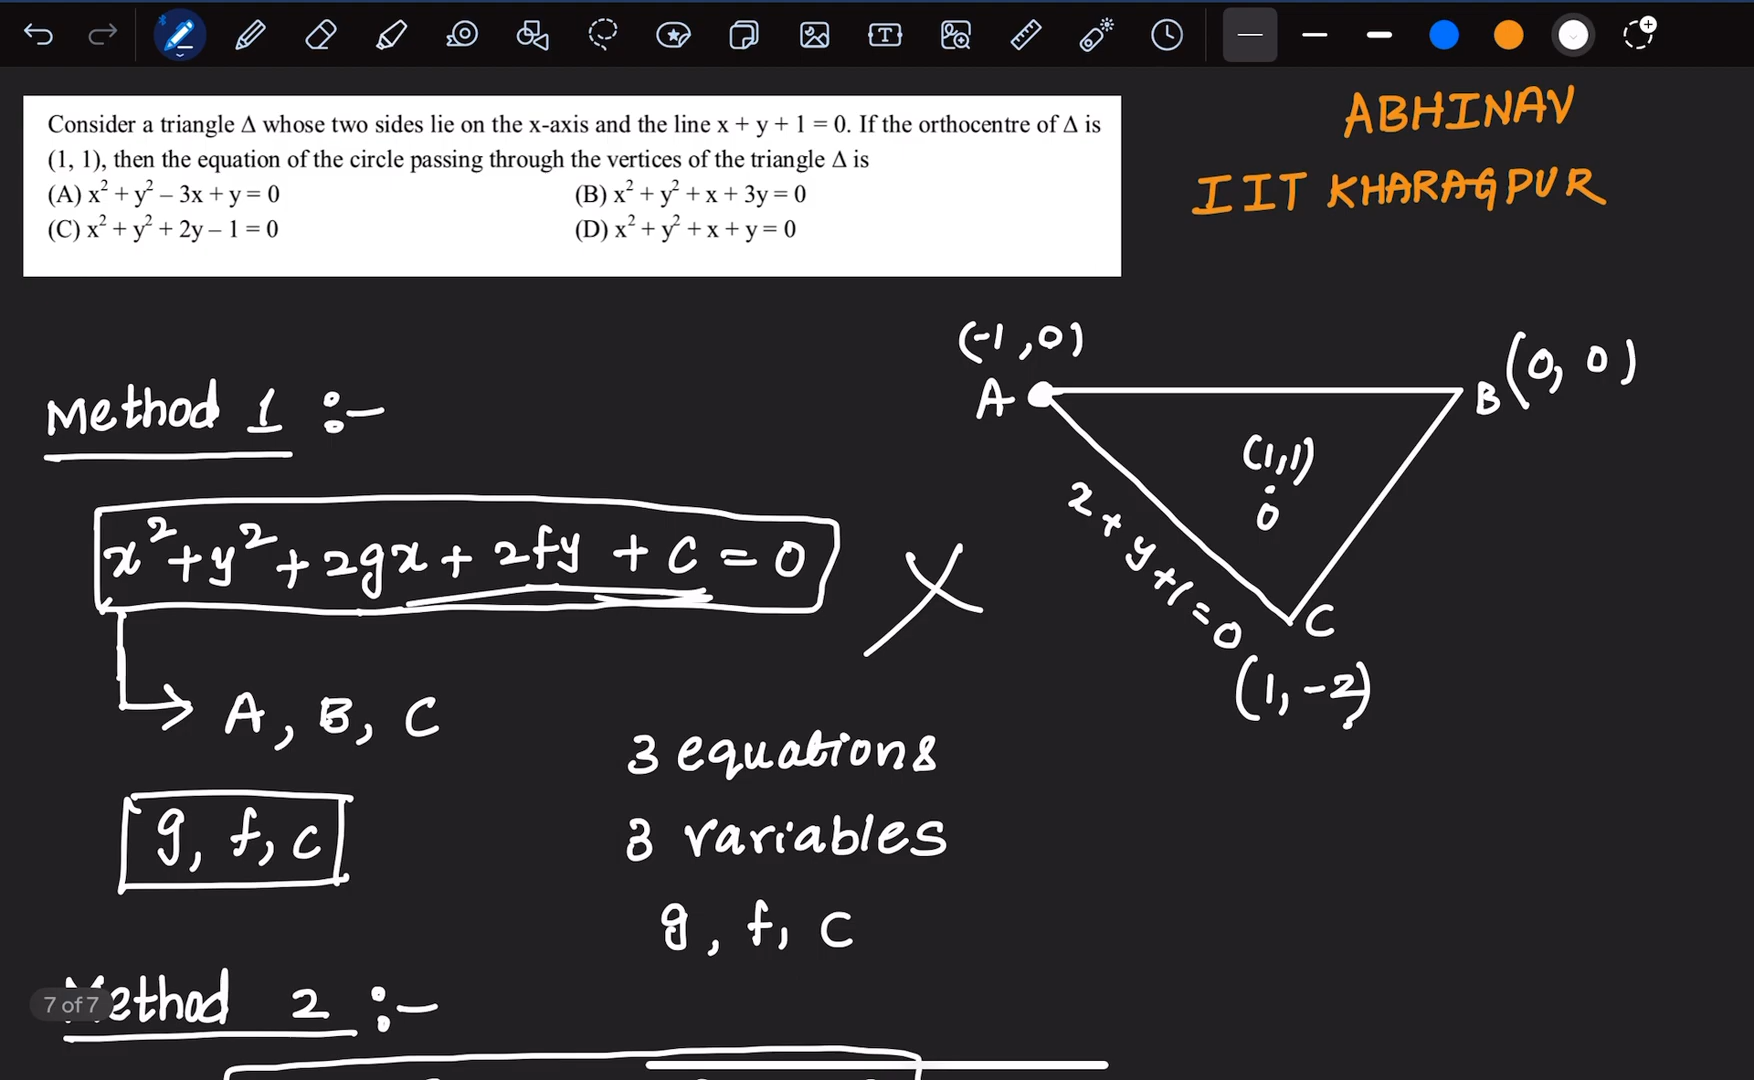 Consider a triangle Δ whose two sides lie on the x-axis and the line x + y + 1 = 0. If the orthocentre of Δ is
(1, 1), then the equation of the circle passing through the vertices of the triangle Δ is
(A) x² + y² – 3x + y = 0 (B) x² + y² + x + 3y = 0
(C) x² + y² + 2y – 1 = 0 (D) x² + y² + x + y = 0
ABHINAV
IIT KHARAGPUR
(-1, 0)
A
B (0, 0)
(1,1)
O
x + y + 1 = 0
C
(1, -2)
Method 1 :-
x² + y² + 2gx + 2fy + C = 0
→ A, B, C
g, f, c
3 equations
3 variables
g, f, C
Method 2 :-
7 of 7